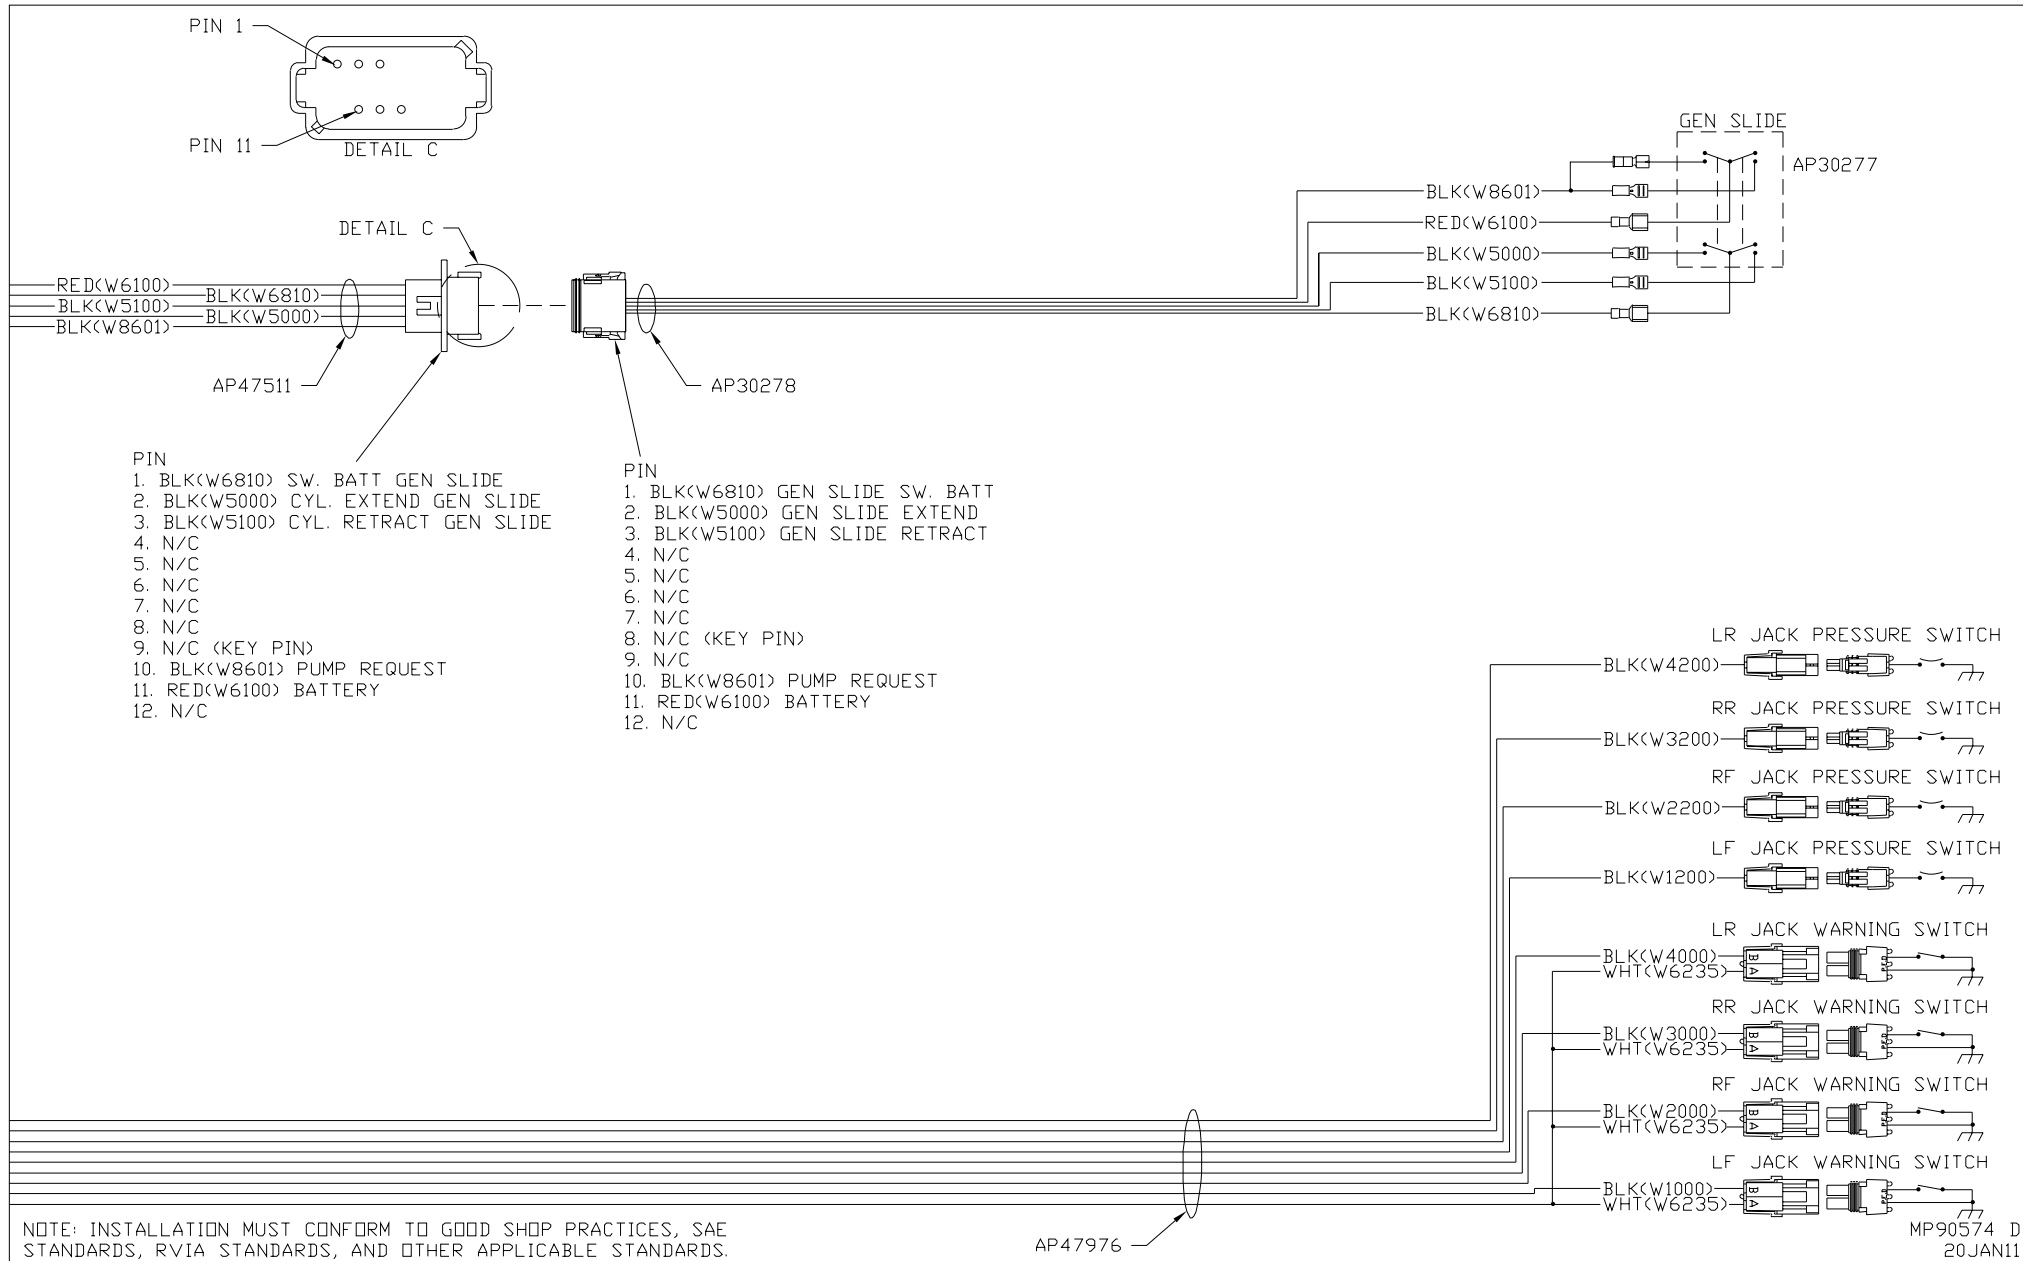 PIN 1
PIN 11
DETAIL C
GEN SLIDE
AP30277
BLK(W8601)
RED(W6100)
BLK(W5000)
BLK(W5100)
BLK(W6810)
DETAIL C
RED(W6100)
BLK(W6810)
BLK(W5100)
BLK(W5000)
BLK(W8601)
AP47511
AP30278
PIN
1. BLK(W6810) SW. BATT GEN SLIDE
2. BLK(W5000) CYL. EXTEND GEN SLIDE
3. BLK(W5100) CYL. RETRACT GEN SLIDE
4. N/C
5. N/C
6. N/C
7. N/C
8. N/C
9. N/C (KEY PIN)
10. BLK(W8601) PUMP REQUEST
11. RED(W6100) BATTERY
12. N/C
PIN
1. BLK(W6810) GEN SLIDE SW. BATT
2. BLK(W5000) GEN SLIDE EXTEND
3. BLK(W5100) GEN SLIDE RETRACT
4. N/C
5. N/C
6. N/C
7. N/C
8. N/C (KEY PIN)
9. N/C
10. BLK(W8601) PUMP REQUEST
11. RED(W6100) BATTERY
12. N/C
LR JACK PRESSURE SWITCH
BLK(W4200)
RR JACK PRESSURE SWITCH
BLK(W3200)
RF JACK PRESSURE SWITCH
BLK(W2200)
LF JACK PRESSURE SWITCH
BLK(W1200)
LR JACK WARNING SWITCH
BLK(W4000)
B
WHT(W6235)
A
RR JACK WARNING SWITCH
BLK(W3000)
B
WHT(W6235)
A
RF JACK WARNING SWITCH
BLK(W2000)
B
WHT(W6235)
A
LF JACK WARNING SWITCH
BLK(W1000)
B
WHT(W6235)
A
AP47976
NOTE: INSTALLATION MUST CONFORM TO GOOD SHOP PRACTICES, SAE
STANDARDS, RVIA STANDARDS, AND OTHER APPLICABLE STANDARDS.
MP90574 D
20JAN11